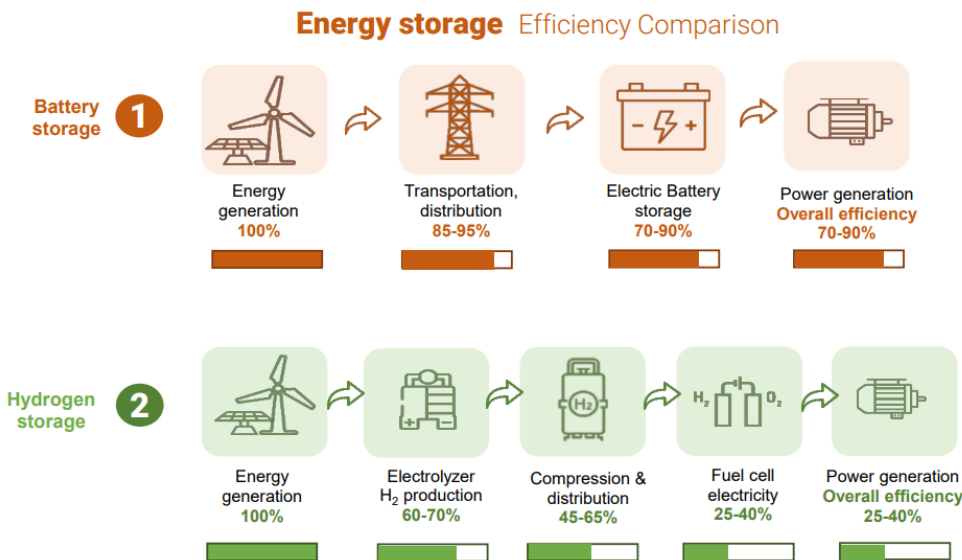 Energy storage Efficiency Comparison
Battery
storage
1
Energy
generation
100%
Transportation,
distribution
85-95%
- +
Electric Battery
storage
70-90%
Power generation
Overall efficiency
70-90%
Hydrogen
storage
2
Energy
generation
100%
+ -
Electrolyzer
H₂ production
60-70%
H₂
Compression &
distribution
45-65%
H₂ O₂
Fuel cell
electricity
25-40%
Power generation
Overall efficiency
25-40%